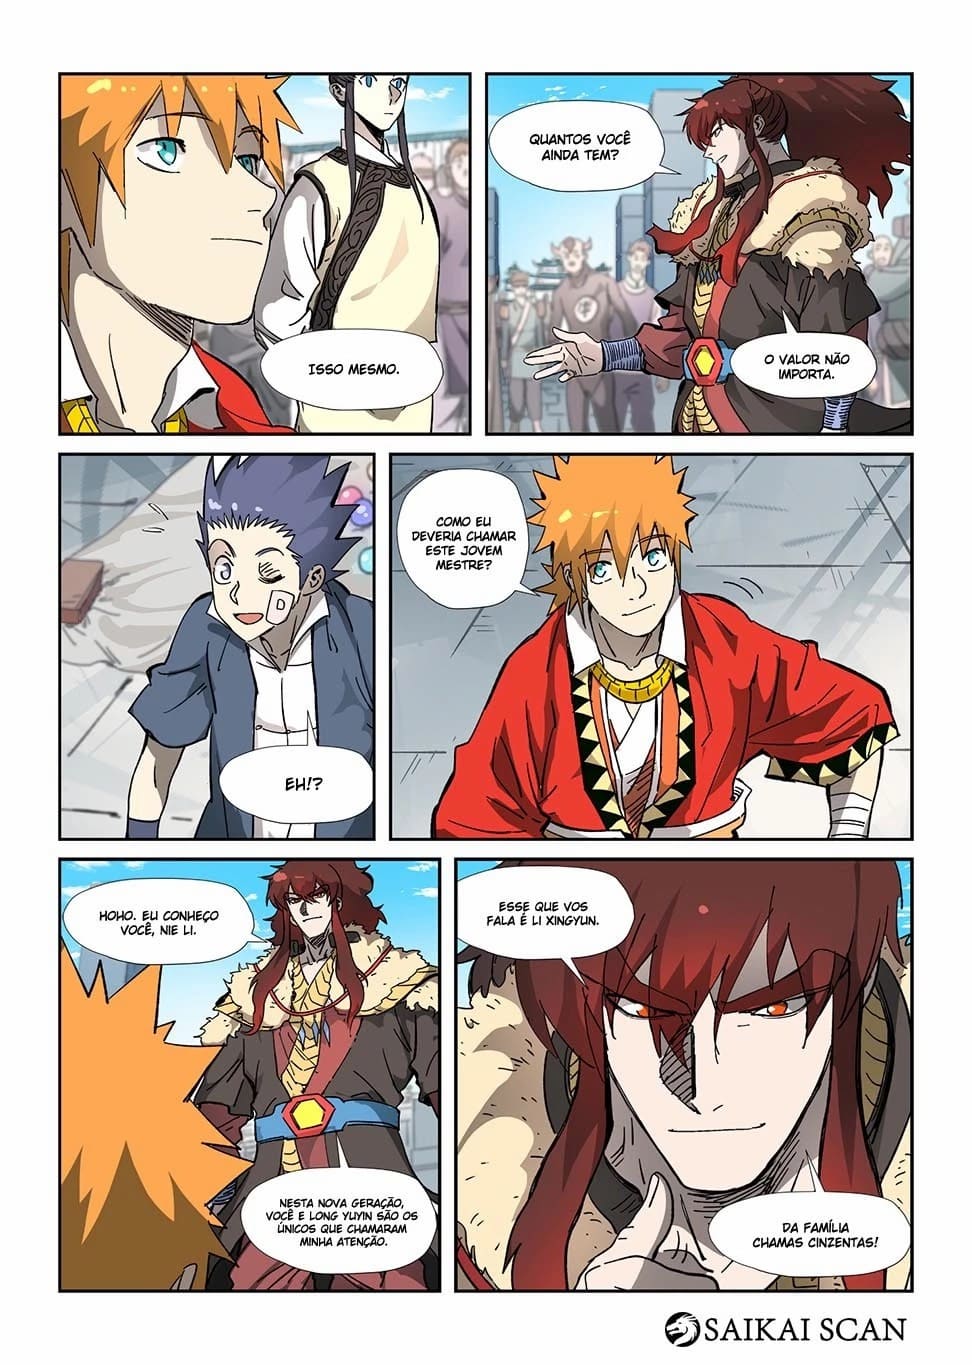 ISSO MESMO.
QUANTOS VOCÊ
AINDA TEM?
O VALOR NÃO
IMPORTA.
D
EH!?
COMO EU
DEVERIA CHAMAR
ESTE JOVEM
MESTRE?
HOHO. EU CONHEÇO
VOCÊ, NIE LI.
NESTA NOVA GERAÇÃO,
VOCÊ E LONG YUYIN SÃO OS
ÚNICOS QUE CHAMARAM
MINHA ATENÇÃO.
ESSE QUE VOS
FALA É LI XINGYUN.
DA FAMÍLIA
CHAMAS CINZENTAS!
SAIKAI SCAN